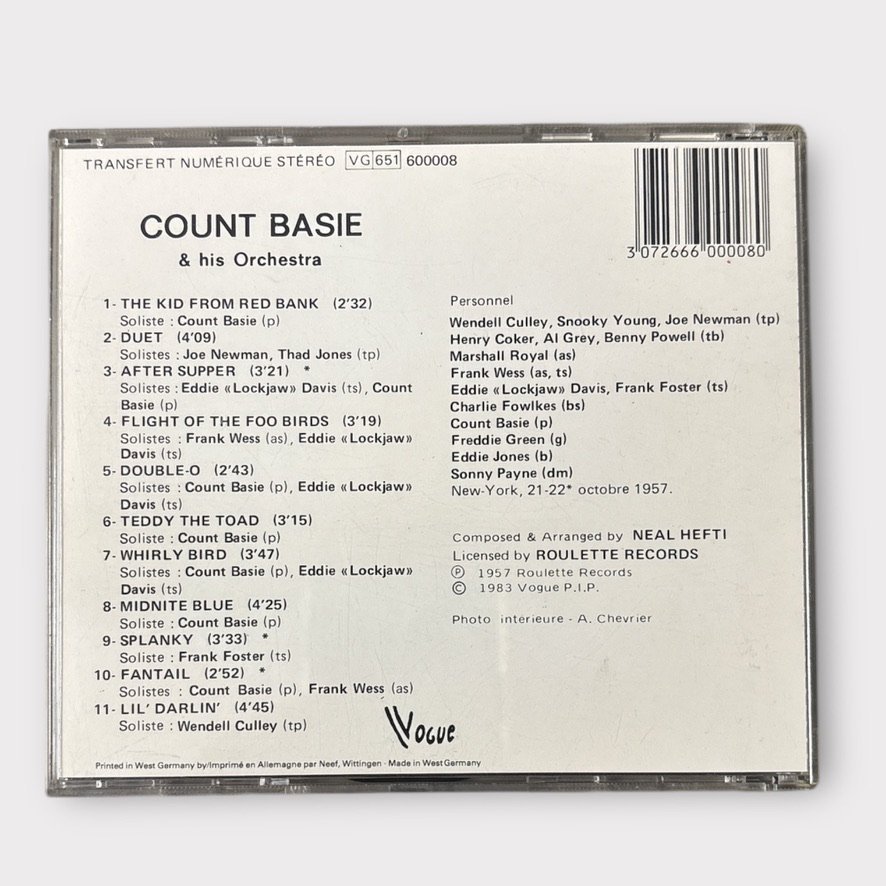 TRANSFERT NUMÉRIQUE STÉRÉO VG 651 600008
3 072666 000080
COUNT BASIE
& his Orchestra
1- THE KID FROM RED BANK (2'32)
Soliste : Count Basie (p)
2- DUET (4'09)
Solistes : Joe Newman, Thad Jones (tp)
3- AFTER SUPPER (3'21) *
Solistes : Eddie «Lockjaw» Davis (ts), Count
Basie (p)
4- FLIGHT OF THE FOO BIRDS (3'19)
Solistes : Frank Wess (as), Eddie «Lockjaw»
Davis (ts)
5- DOUBLE-O (2'43)
Solistes : Count Basie (p), Eddie «Lockjaw»
Davis (ts)
6- TEDDY THE TOAD (3'15)
Soliste : Count Basie (p)
7- WHIRLY BIRD (3'47)
Solistes : Count Basie (p), Eddie «Lockjaw»
Davis (ts)
8- MIDNITE BLUE (4'25)
Soliste : Count Basie (p)
9- SPLANKY (3'33) *
Soliste : Frank Foster (ts)
10- FANTAIL (2'52) *
Solistes : Count Basie (p), Frank Wess (as)
11- LIL' DARLIN' (4'45)
Soliste : Wendell Culley (tp)
Personnel
Wendell Culley, Snooky Young, Joe Newman (tp)
Henry Coker, Al Grey, Benny Powell (tb)
Marshall Royal (as)
Frank Wess (as, ts)
Eddie «Lockjaw» Davis, Frank Foster (ts)
Charlie Fowlkes (bs)
Count Basie (p)
Freddie Green (g)
Eddie Jones (b)
Sonny Payne (dm)
New-York, 21-22* octobre 1957.
Composed & Arranged by NEAL HEFTI
Licensed by ROULETTE RECORDS
℗ 1957 Roulette Records
© 1983 Vogue P.I.P.
Photo intérieure - A. Chevrier
Vogue
Printed in West Germany by/Imprimé en Allemagne par Neef, Wittingen - Made in West Germany